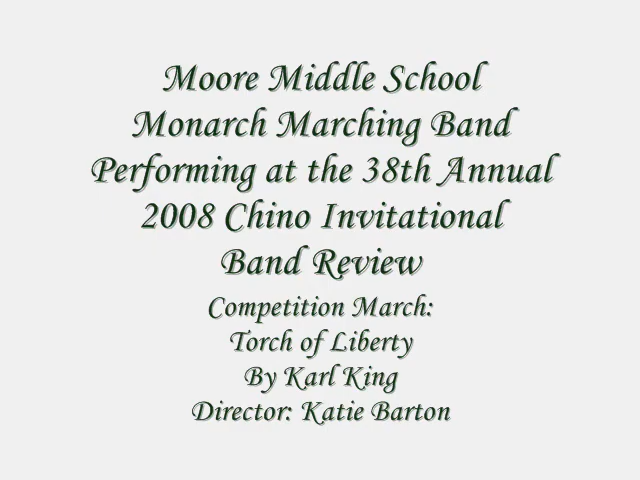 Moore Middle School
Monarch Marching Band
Performing at the 38th Annual
2008 Chino Invitational
Band Review
Competition March:
Torch of Liberty
By Karl King
Director: Katie Barton